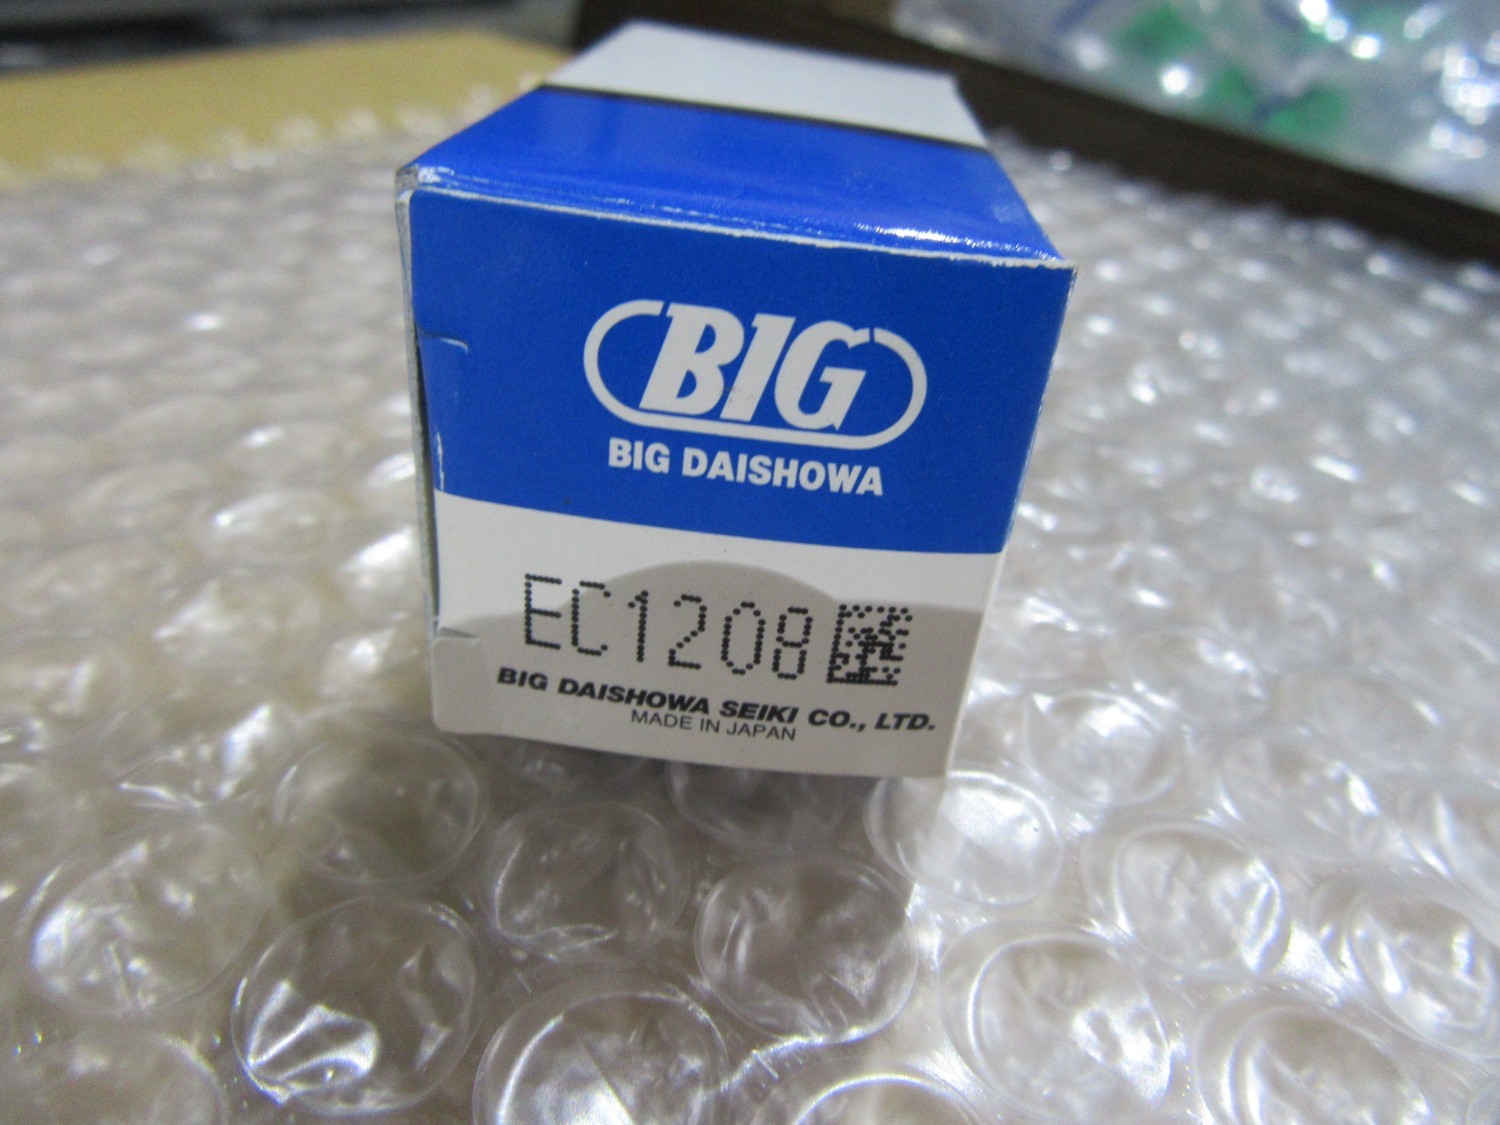 BIG
BIG DAISHOWA
EC1208
BIG DAISHOWA SEIKI CO., LTD.
MADE IN JAPAN